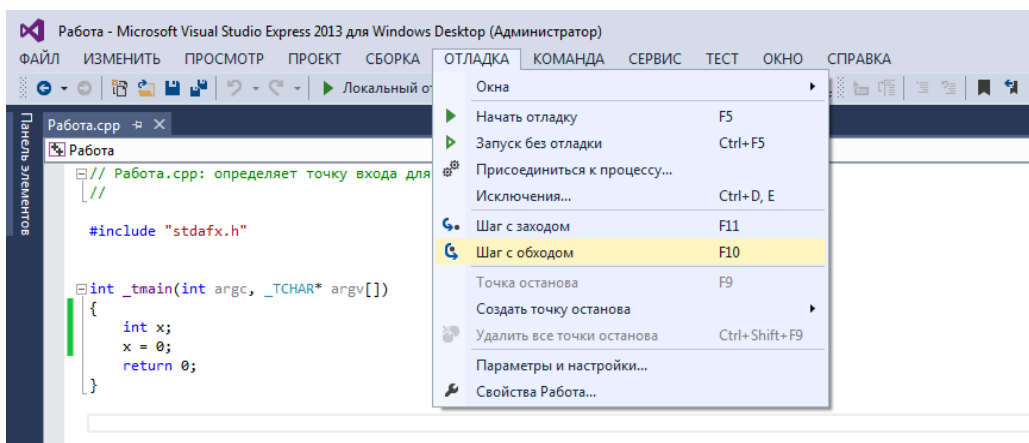 Работа - Microsoft Visual Studio Express 2013 для Windows Desktop (Администратор)
ФАЙЛ ИЗМЕНИТЬ ПРОСМОТР ПРОЕКТ СБОРКА ОТЛАДКА КОМАНДА СЕРВИС ТЕСТ ОКНО СПРАВКА
Локальный о
Панель элементов
Работа.cpp
Работа
// Работа.cpp: определяет точку входа для
//
#include "stdafx.h"
int _tmain(int argc, _TCHAR* argv[])
{
int x;
x = 0;
return 0;
}
Окна
Начать отладку F5
Запуск без отладки Ctrl+F5
Присоединиться к процессу...
Исключения... Ctrl+D, E
Шаг с заходом F11
Шаг с обходом F10
Точка останова F9
Создать точку останова
Удалить все точки останова Ctrl+Shift+F9
Параметры и настройки...
Свойства Работа...